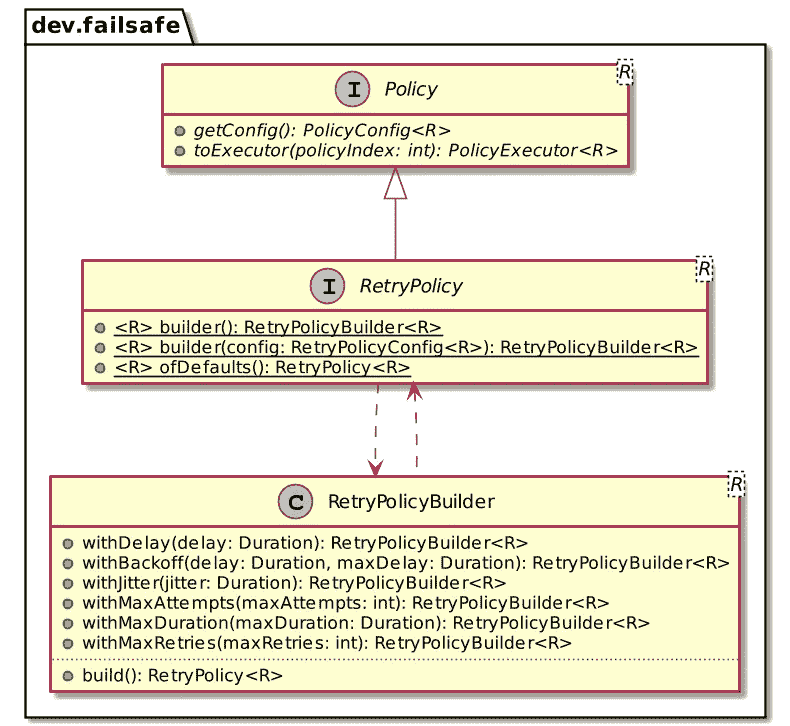 dev.failsafe
R
I Policy
getConfig(): PolicyConfig<R>
toExecutor(policyIndex: int): PolicyExecutor<R>
R
I RetryPolicy
<R> builder(): RetryPolicyBuilder<R>
<R> builder(config: RetryPolicyConfig<R>): RetryPolicyBuilder<R>
<R> ofDefaults(): RetryPolicy<R>
R
C RetryPolicyBuilder
withDelay(delay: Duration): RetryPolicyBuilder<R>
withBackoff(delay: Duration, maxDelay: Duration): RetryPolicyBuilder<R>
withJitter(jitter: Duration): RetryPolicyBuilder<R>
withMaxAttempts(maxAttempts: int): RetryPolicyBuilder<R>
withMaxDuration(maxDuration: Duration): RetryPolicyBuilder<R>
withMaxRetries(maxRetries: int): RetryPolicyBuilder<R>
build(): RetryPolicy<R>